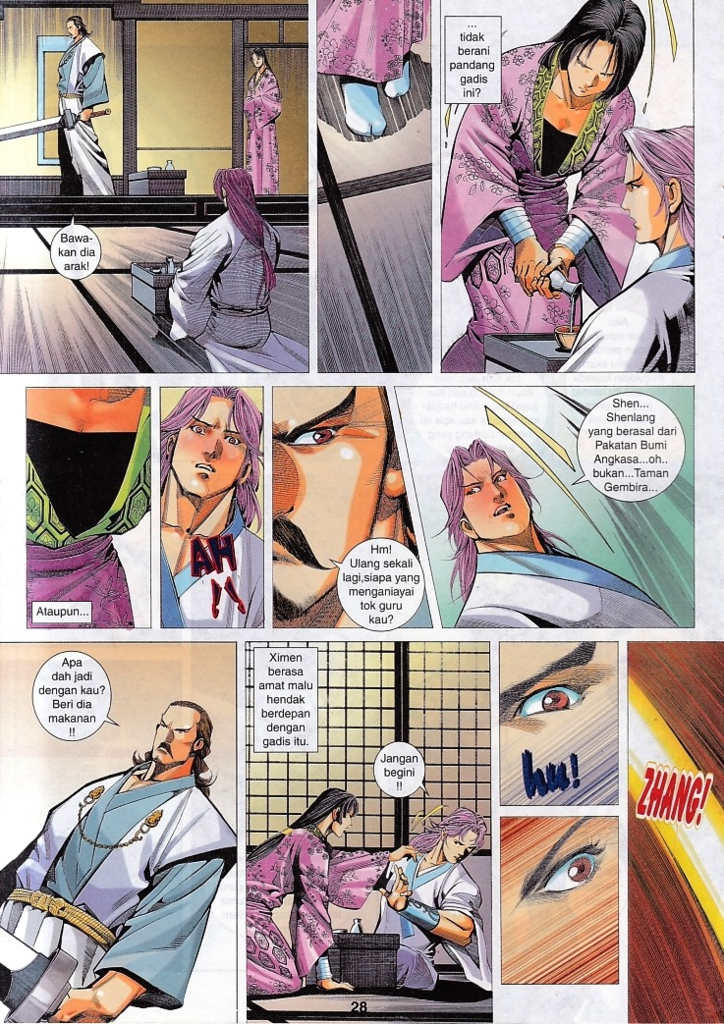 Bawa-
kan dia
arak!
...
tidak
berani
pandang
gadis
ini?
Ataupun...
AH
!!
Hm!
Ulang sekali
lagi,siapa yang
menganiayai
tok guru
kau?
Shen...
Shenlang
yang berasal dari
Pakatan Bumi
Angkasa...oh..
bukan...Taman
Gembira...
Apa
dah jadi
dengan kau?
Beri dia
makanan
!!
Ximen
berasa
amat malu
hendak
berdepan
dengan
gadis itu.
Jangan
begini
!!
hu!
ZHANG!
28